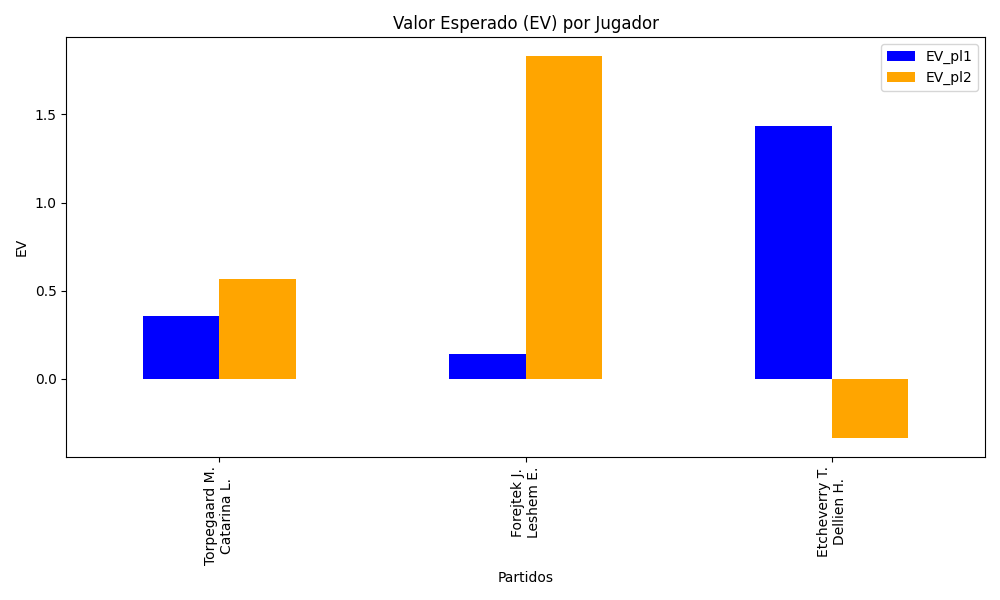 Valor Esperado (EV) por Jugador
EV_pl1
EV_pl2
EV
1.5
1.0
0.5
0.0
Torpegaard M.
Catarina L.
Forejtek J.
Leshem E.
Etcheverry T.
Dellien H.
Partidos